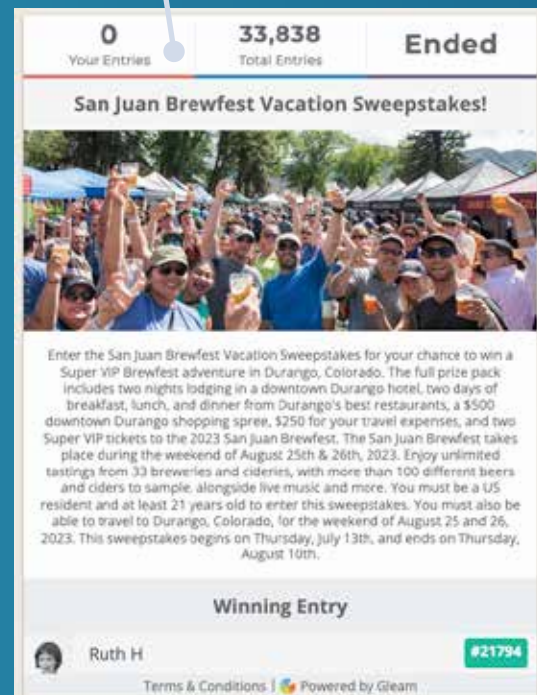 0
Your Entries
33,838
Total Entries
Ended
San Juan Brewfest Vacation Sweepstakes!
Enter the San Juan Brewfest Vacation Sweepstakes for your chance to win a
Super VIP Brewfest adventure in Durango, Colorado. The full prize pack
includes two nights lodging in a downtown Durango hotel, two days of
breakfast, lunch, and dinner from Durango's best restaurants, a $500
downtown Durango shopping spree, $250 for your travel expenses, and two
Super VIP tickets to the 2023 San Juan Brewfest. The San Juan Brewfest takes
place during the weekend of August 25th & 26th, 2023. Enjoy unlimited
tastings from 33 breweries and cideries, with more than 100 different beers
and ciders to sample, alongside live music and more. You must be a US
resident and at least 21 years old to enter this sweepstakes. You must also be
able to travel to Durango, Colorado, for the weekend of August 25 and 26,
2023. This sweepstakes begins on Thursday, July 13th, and ends on Thursday,
August 10th.
Winning Entry
Ruth H
#21794
Terms & Conditions | Powered by Gleam